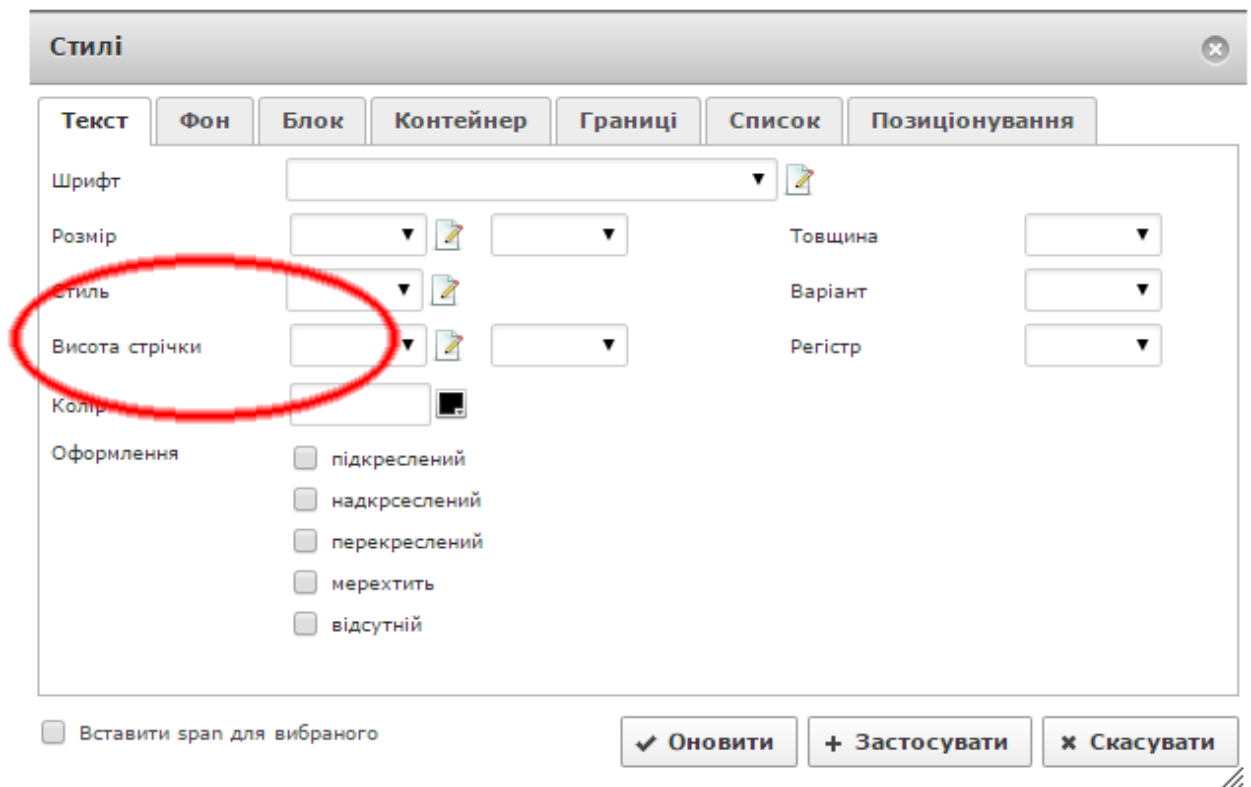 Стилі
Текст Фон Блок Контейнер Границі Список Позиціонування
Шрифт
Розмір Товщина
Стиль Варіант
Висота стрічки Регістр
Колір
Оформлення підкреслений
надкрсеслений
перекреслений
мерехтить
відсутній
Вставити span для вибраного Оновити Застосувати Скасувати